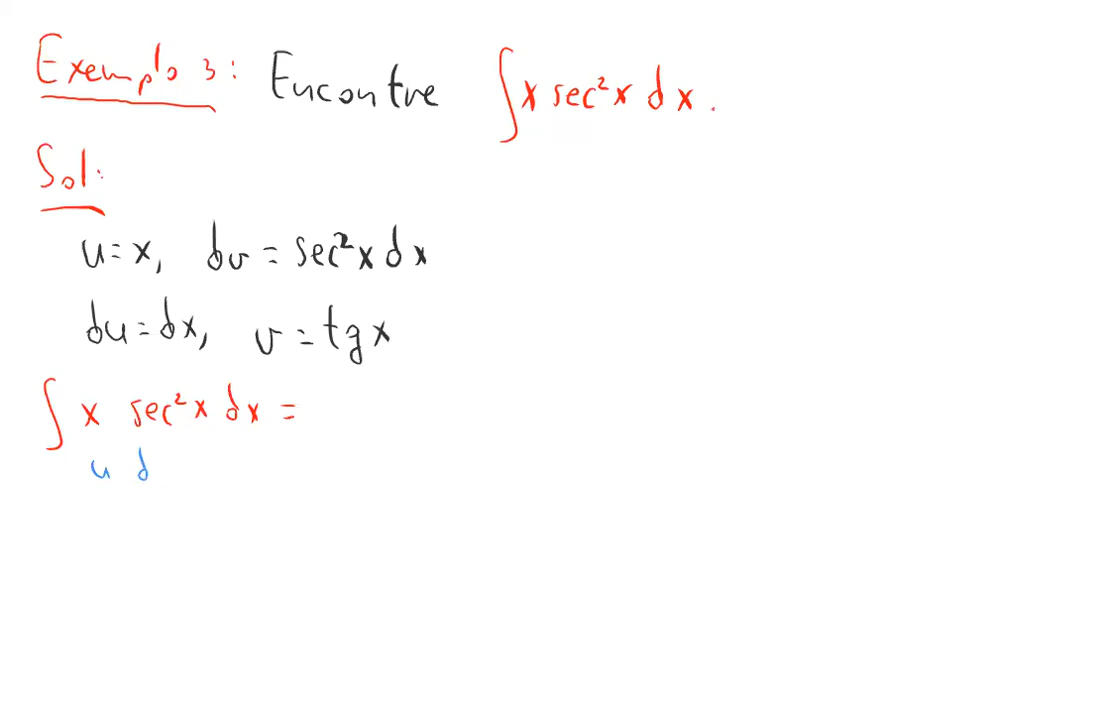 Exemplo 3: Encontre ∫x sec²x dx.
Sol:
u=x, dv = sec²x dx
du=dx, v = tg x
∫ x sec²x dx =
u d